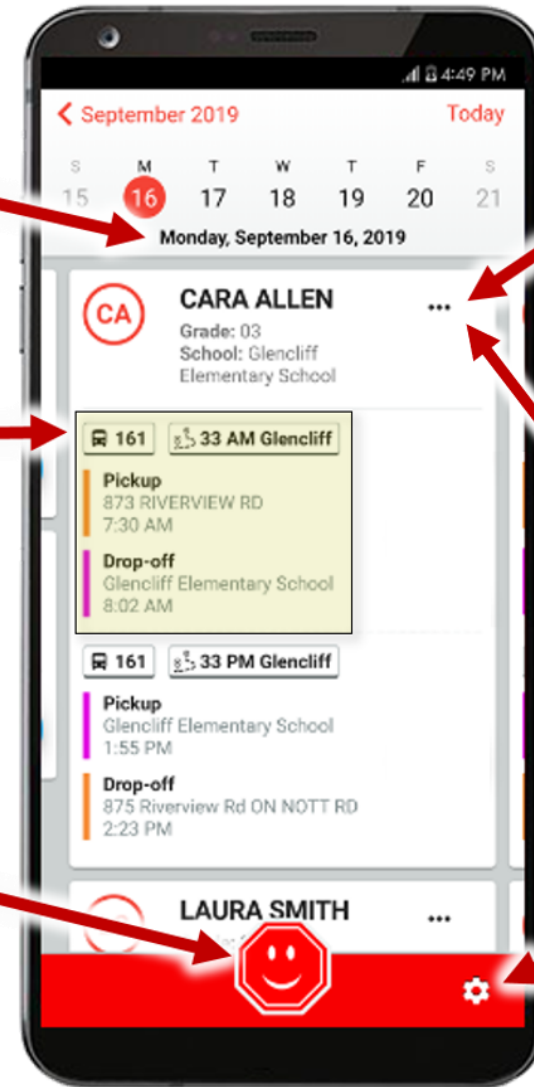 4:49 PM
September 2019 Today
S M T W T F S
15 16 17 18 19 20 21
Monday, September 16, 2019
CA CARA ALLEN
Grade: 03
School: Glencliff
Elementary School
161 33 AM Glencliff
Pickup
873 RIVERVIEW RD
7:30 AM
Drop-off
Glencliff Elementary School
8:02 AM
161 33 PM Glencliff
Pickup
Glencliff Elementary School
1:55 PM
Drop-off
875 Riverview Rd ON NOTT RD
2:23 PM
LAURA SMITH